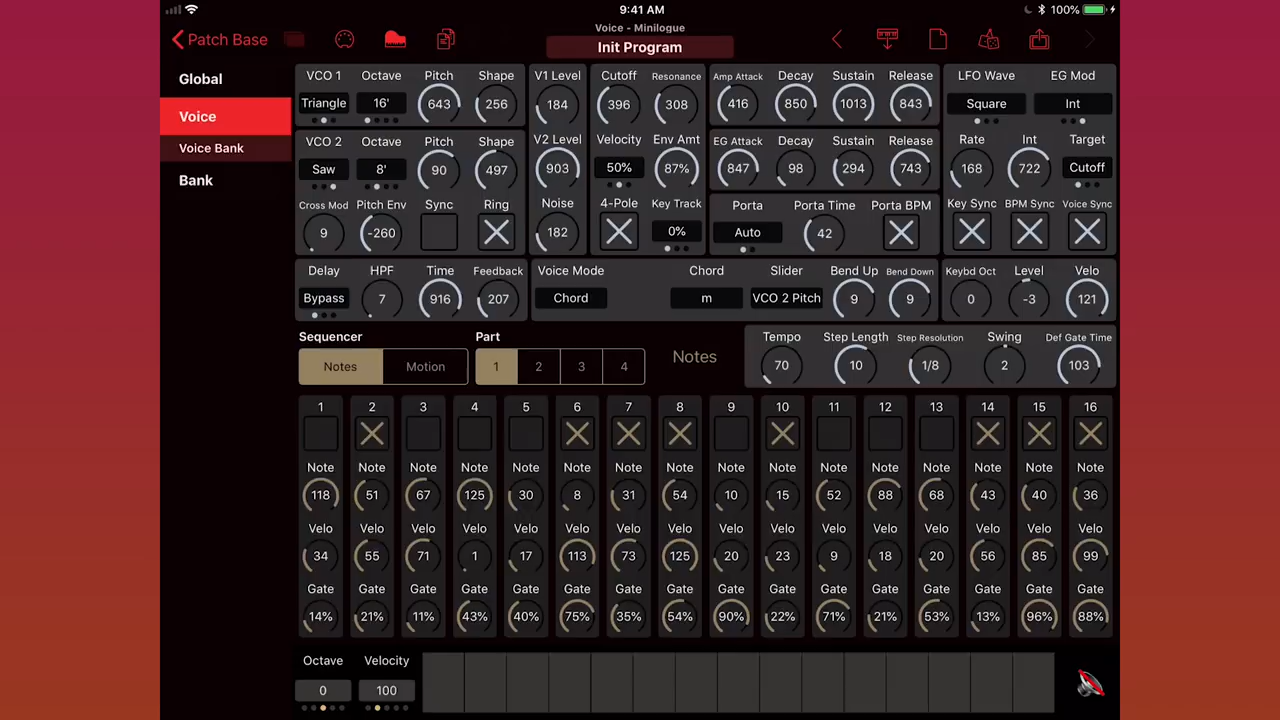 9:41 AM
100%
Patch Base
Voice - Minilogue
Init Program
Global
Voice
Voice Bank
Bank
VCO 1 Octave Pitch Shape
Triangle 16' 643 256
VCO 2 Octave Pitch Shape
Saw 8' 90 497
Cross Mod Pitch Env Sync Ring
9 -260
V1 Level
184
V2 Level
903
Noise
182
Cutoff Resonance
396 308
Velocity Env Amt
50% 87%
4-Pole Key Track
0%
Amp Attack Decay Sustain Release
416 850 1013 843
EG Attack Decay Sustain Release
847 98 294 743
Porta Porta Time Porta BPM
Auto 42
LFO Wave EG Mod
Square Int
Rate Int Target
168 722 Cutoff
Key Sync BPM Sync Voice Sync
Delay HPF Time Feedback
Bypass 7 916 207
Voice Mode Chord Slider Bend Up Bend Down
Chord m VCO 2 Pitch 9 9
Keybd Oct Level Velo
0 -3 121
Sequencer Part
Notes Motion 1 2 3 4
Notes
Tempo Step Length Step Resolution Swing Def Gate Time
70 10 1/8 2 103
1 2 3 4 5 6 7 8 9 10 11 12 13 14 15 16
Note Note Note Note Note Note Note Note Note Note Note Note Note Note Note Note
118 51 67 125 30 8 31 54 10 15 52 88 68 43 40 36
Velo Velo Velo Velo Velo Velo Velo Velo Velo Velo Velo Velo Velo Velo Velo Velo
34 55 71 1 17 113 73 125 20 23 9 18 20 56 85 99
Gate Gate Gate Gate Gate Gate Gate Gate Gate Gate Gate Gate Gate Gate Gate Gate
14% 21% 11% 43% 40% 75% 35% 54% 90% 22% 71% 21% 53% 13% 96% 88%
Octave Velocity
0 100